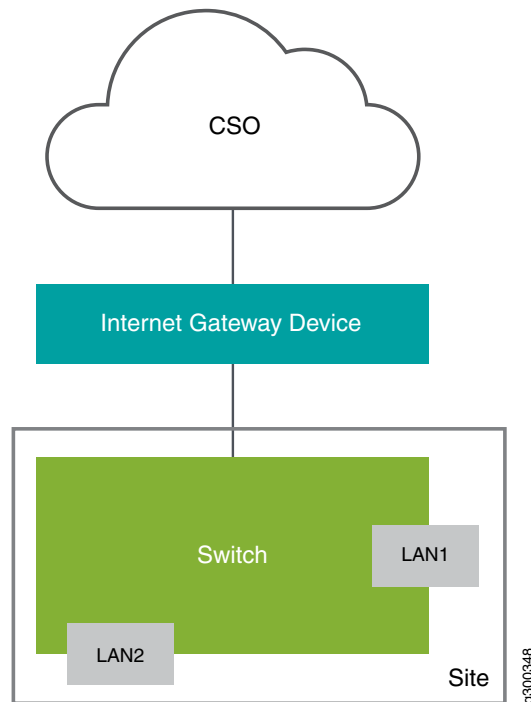 CSO
Internet Gateway Device
Switch
LAN1
LAN2
Site
g300348